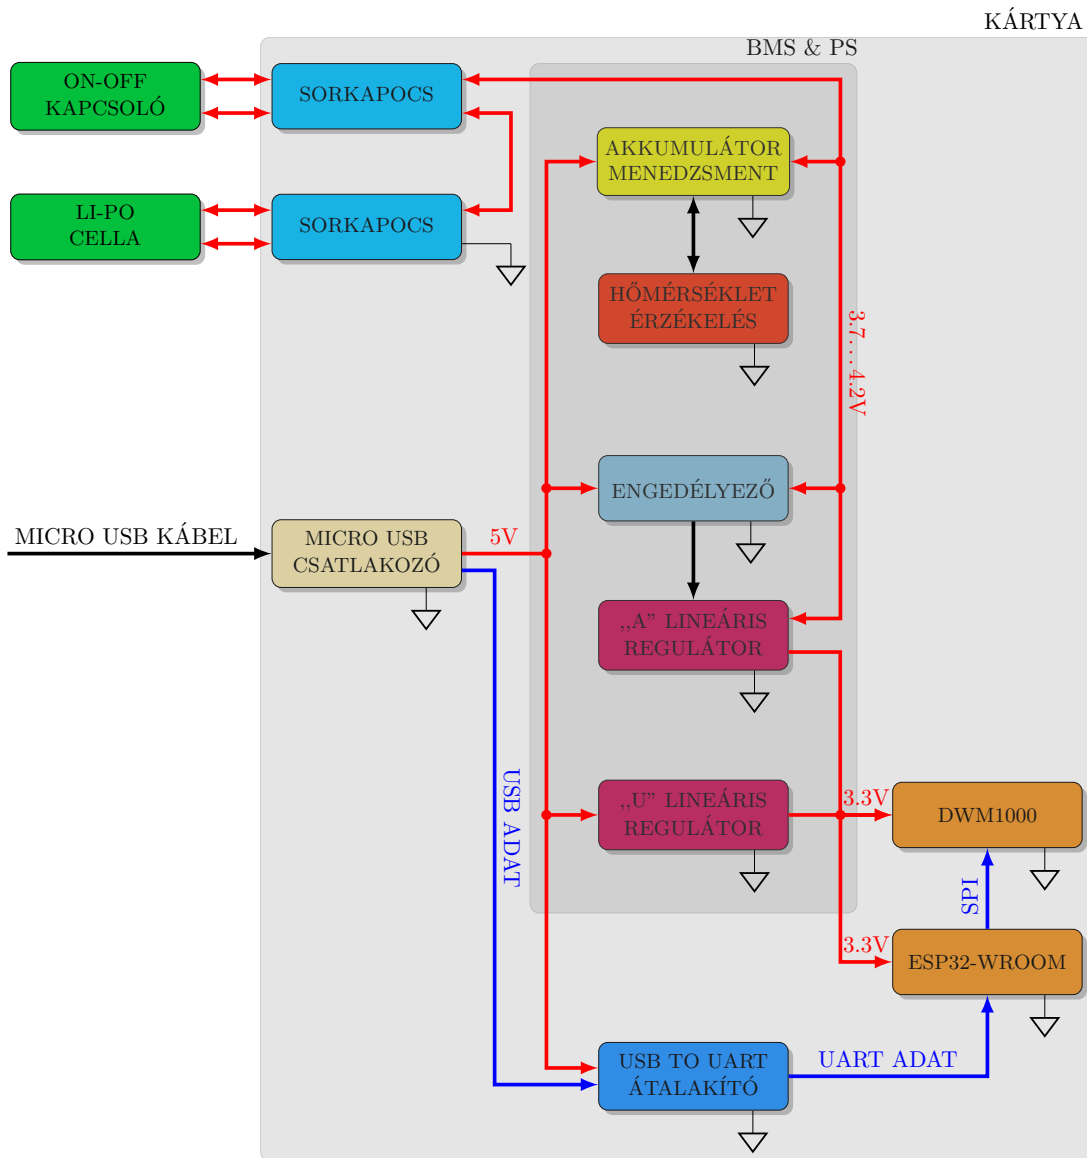 KÁRTYA
BMS & PS
ON-OFF
KAPCSOLÓ
SORKAPOCS
AKKUMULÁTOR
MENEDZSMENT
LI-PO
CELLA
SORKAPOCS
HŐMÉRSÉKLET
ÉRZÉKELÉS
3.7...4.2V
ENGEDÉLYEZŐ
MICRO USB KÁBEL
MICRO USB
CSATLAKOZÓ
5V
,,A” LINEÁRIS
REGULÁTOR
USB ADAT
,,U” LINEÁRIS
REGULÁTOR
3.3V
DWM1000
SPI
3.3V
ESP32-WROOM
USB TO UART
ÁTALAKÍTÓ
UART ADAT